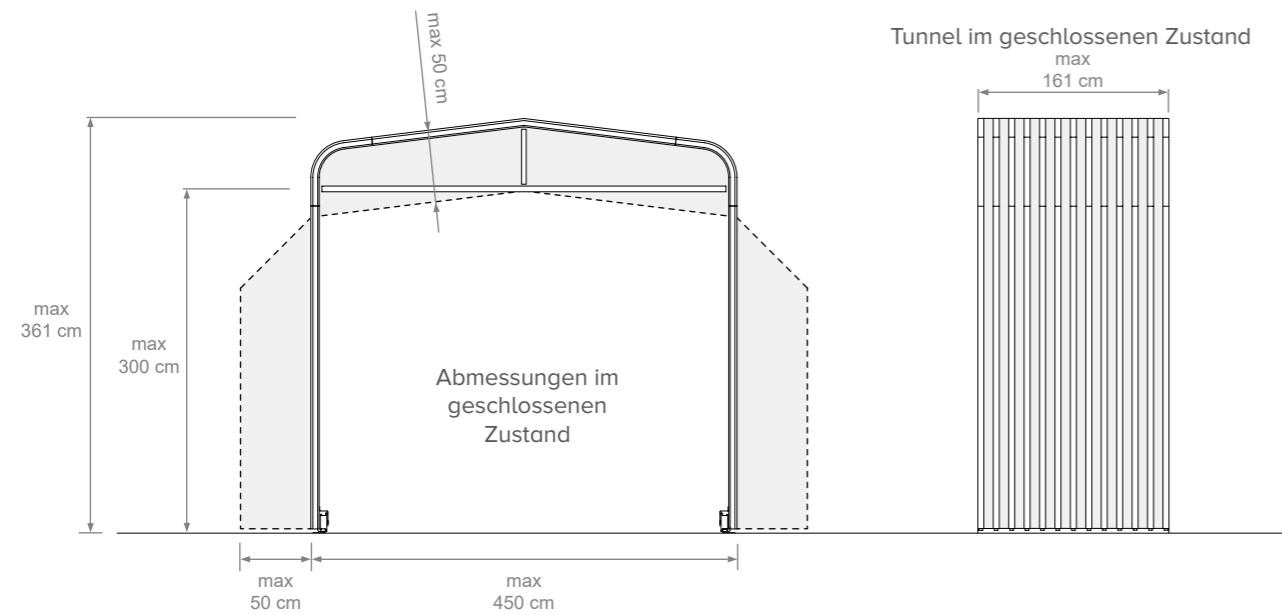 max 50 cm
Tunnel im geschlossenen Zustand
max
161 cm
max
361 cm
max
300 cm
Abmessungen im
geschlossenen
Zustand
max
50 cm
max
450 cm